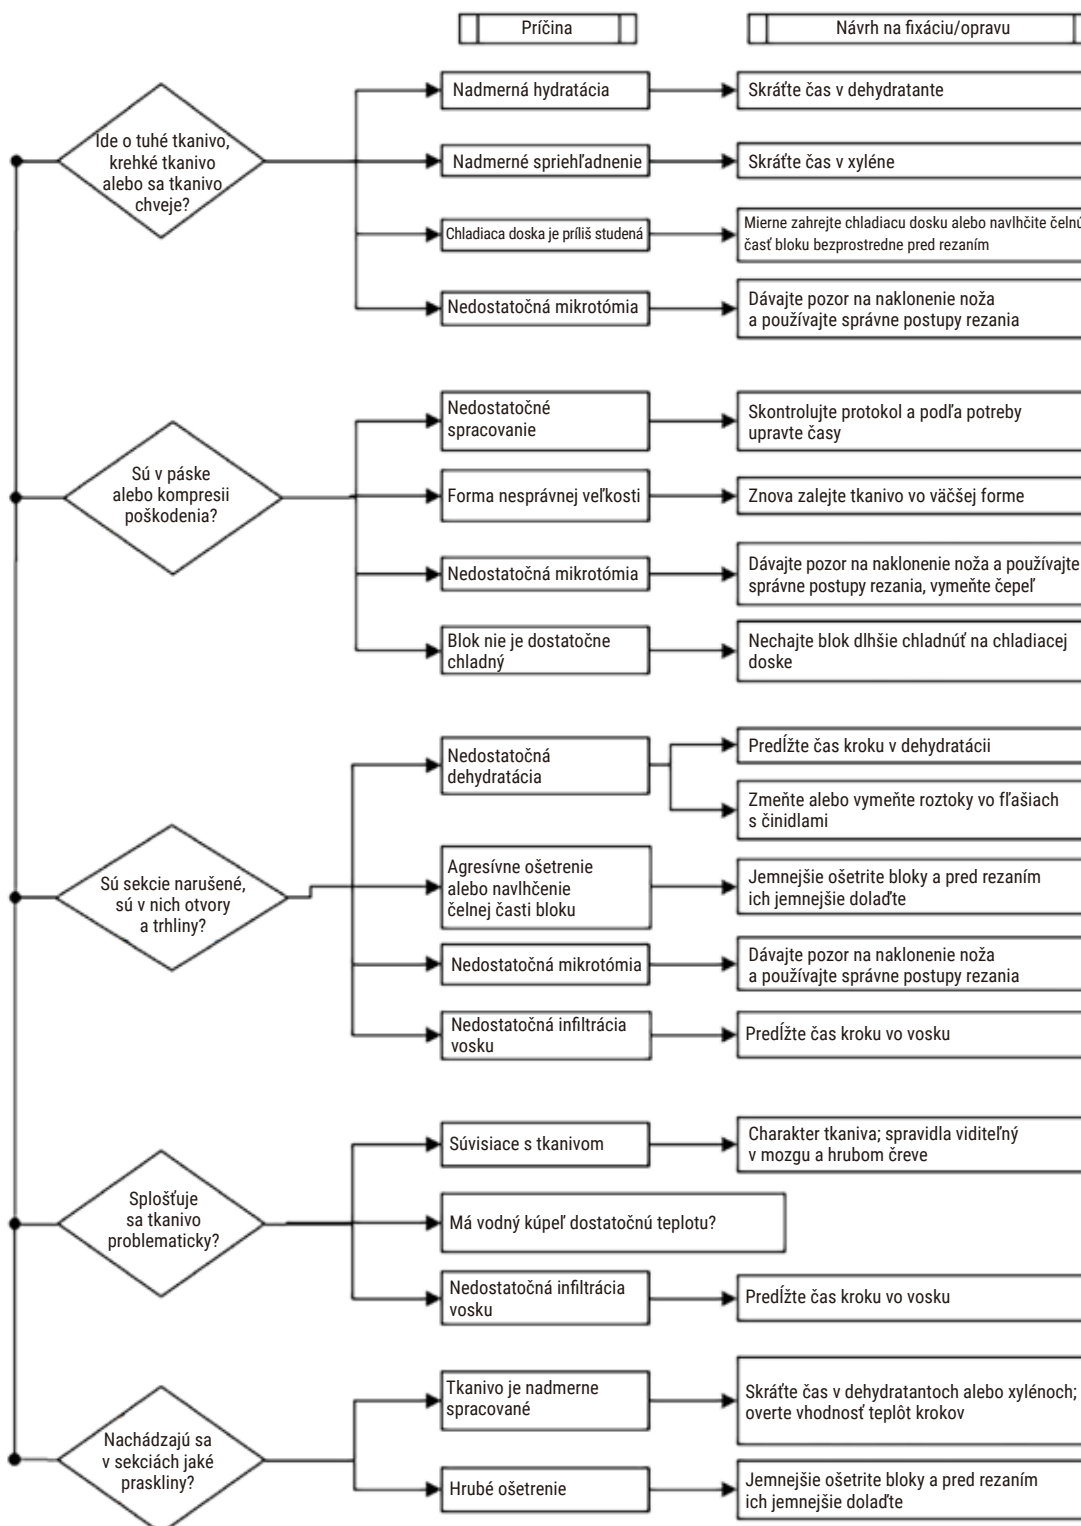 Príčina
Návrh na fixáciu/opravu
Ide o tuhé tkanivo,
krehké tkanivo
alebo sa tkanivo
chveje?
Nadmerná hydratácia
Skráťte čas v dehydratante
Nadmerné spriehľadnenie
Skráťte čas v xyléne
Chladiaca doska je príliš studená
Mierne zahrejte chladiacu dosku alebo navlhčite čelnú
časť bloku bezprostredne pred rezaním
Nedostatočná mikrotómia
Dávajte pozor na naklonenie noža
a používajte správne postupy rezania
Sú v páske
alebo kompresii
poškodenia?
Nedostatočné
spracovanie
Skontrolujte protokol a podľa potreby
upravte časy
Forma nesprávnej veľkosti
Znova zalejte tkanivo vo väčšej forme
Nedostatočná mikrotómia
Dávajte pozor na naklonenie noža a používajte
správne postupy rezania, vymeňte čepeľ
Blok nie je dostatočne
chladný
Nechajte blok dlhšie chladnúť na chladiacej
doske
Sú sekcie narušené,
sú v nich otvory
a trhliny?
Nedostatočná
dehydratácia
Predĺžte čas kroku v dehydratácii
Zmeňte alebo vymeňte roztoky vo fľašiach
s činidlami
Agresívne ošetrenie
alebo navlhčenie
čelnej časti bloku
Jemnejšie ošetrite bloky a pred rezaním
ich jemnejšie dolaďte
Nedostatočná mikrotómia
Dávajte pozor na naklonenie noža
a používajte správne postupy rezania
Nedostatočná infiltrácia
vosku
Predĺžte čas kroku vo vosku
Splošťuje
sa tkanivo
problematicky?
Súvisiace s tkanivom
Charakter tkaniva; spravidla viditeľný
v mozgu a hrubom čreve
Má vodný kúpeľ dostatočnú teplotu?
Nedostatočná infiltrácia
vosku
Predĺžte čas kroku vo vosku
Nachádzajú sa
v sekciách jaké
praskliny?
Tkanivo je nadmerne
spracované
Skráťte čas v dehydratantoch alebo xylénoch;
overte vhodnosť teplôt krokov
Hrubé ošetrenie
Jemnejšie ošetrite bloky a pred rezaním
ich jemnejšie dolaďte